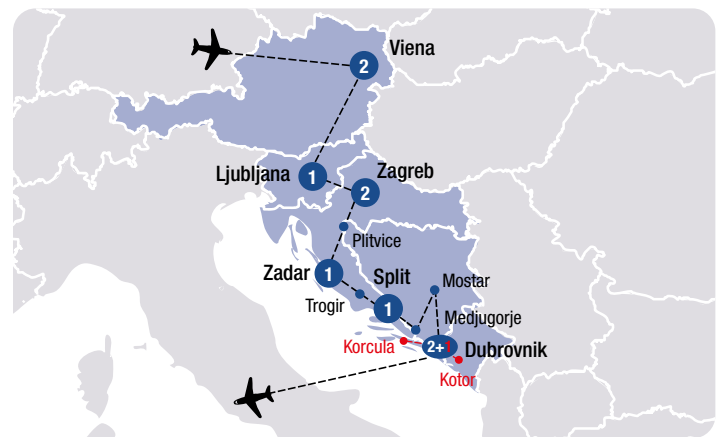 Viena
2
Ljubljana
1
Zagreb
2
Plitvice
Zadar
1
Split
1
Trogir
Mostar
Medjugorje
Korcula
2+1
Dubrovnik
Kotor